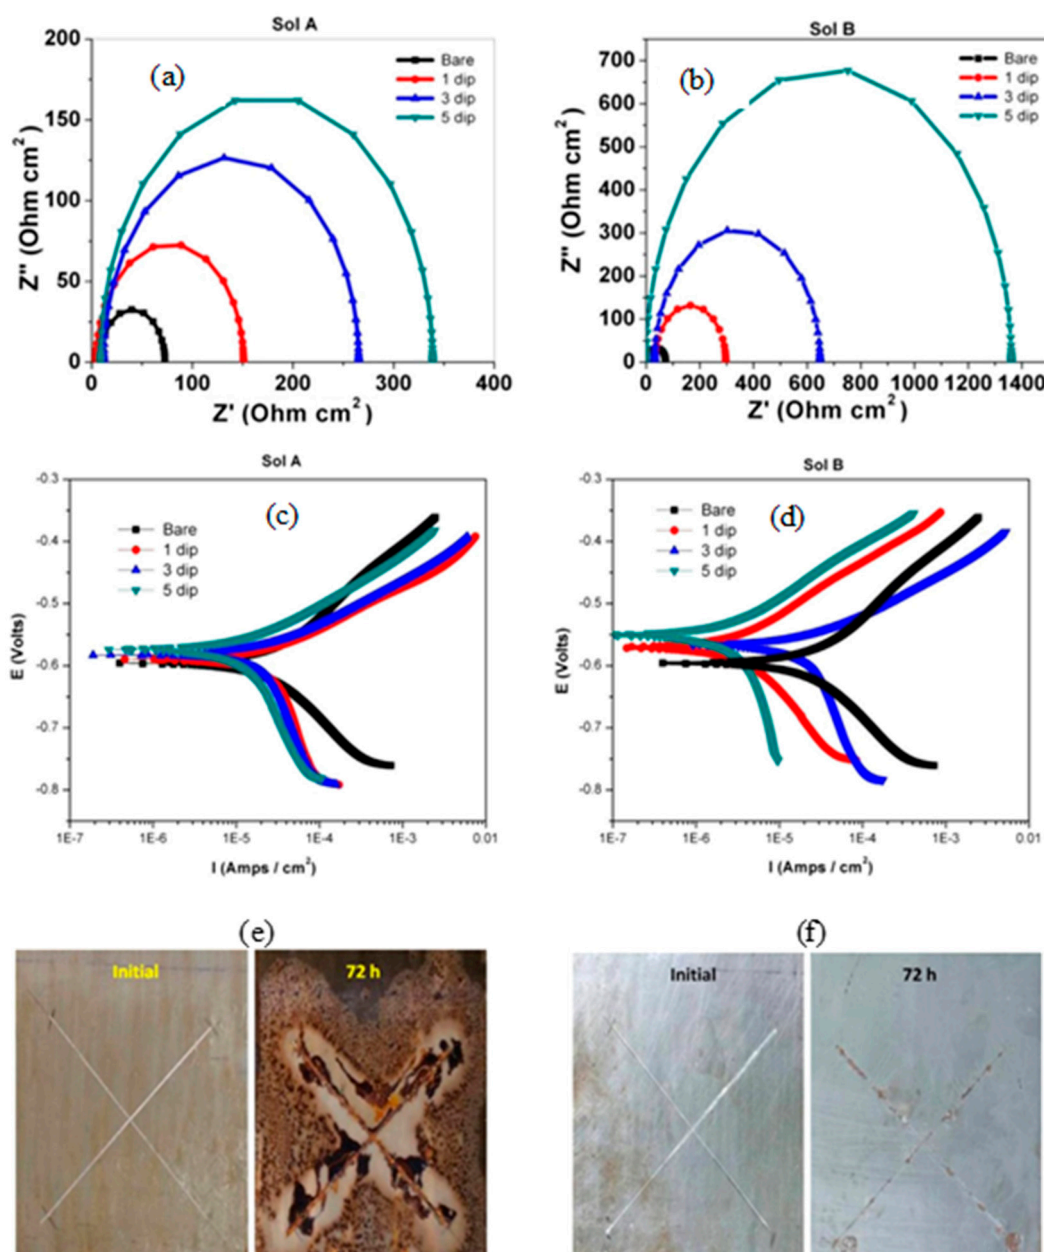 Sol A
(a)
Bare
1 dip
3 dip
5 dip
200
150
100
50
0
0 100 200 300 400
Z" (Ohm cm²)
Z' (Ohm cm²)
Sol B
(b)
Bare
1 dip
3 dip
5 dip
700
600
500
400
300
200
100
0
0 200 400 600 800 1000 1200 1400
Z" (Ohm cm²)
Z' (Ohm cm²)
Sol A
(c)
Bare
1 dip
3 dip
5 dip
-0.3
-0.4
-0.5
-0.6
-0.7
-0.8
1E-7 1E-6 1E-5 1E-4 1E-3 0.01
E (Volts)
I (Amps / cm²)
Sol B
(d)
Bare
1 dip
3 dip
5 dip
-0.3
-0.4
-0.5
-0.6
-0.7
-0.8
1E-7 1E-6 1E-5 1E-4 1E-3 0.01
E (Volts)
I (Amps / cm²)
(e)
Initial
72 h
(f)
Initial
72 h